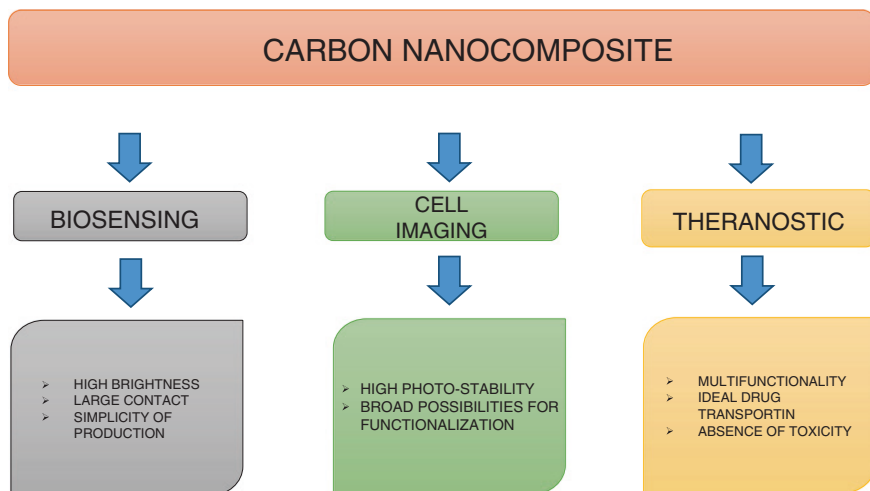 CARBON NANOCOMPOSITE
BIOSENSING
CELL
IMAGING
THERANOSTIC
HIGH BRIGHTNESS
LARGE CONTACT
SIMPLICITY OF
PRODUCTION
HIGH PHOTO-STABILITY
BROAD POSSIBILITIES FOR
FUNCTIONALIZATION
MULTIFUNCTIONALITY
IDEAL DRUG
TRANSPORTIN
ABSENCE OF TOXICITY